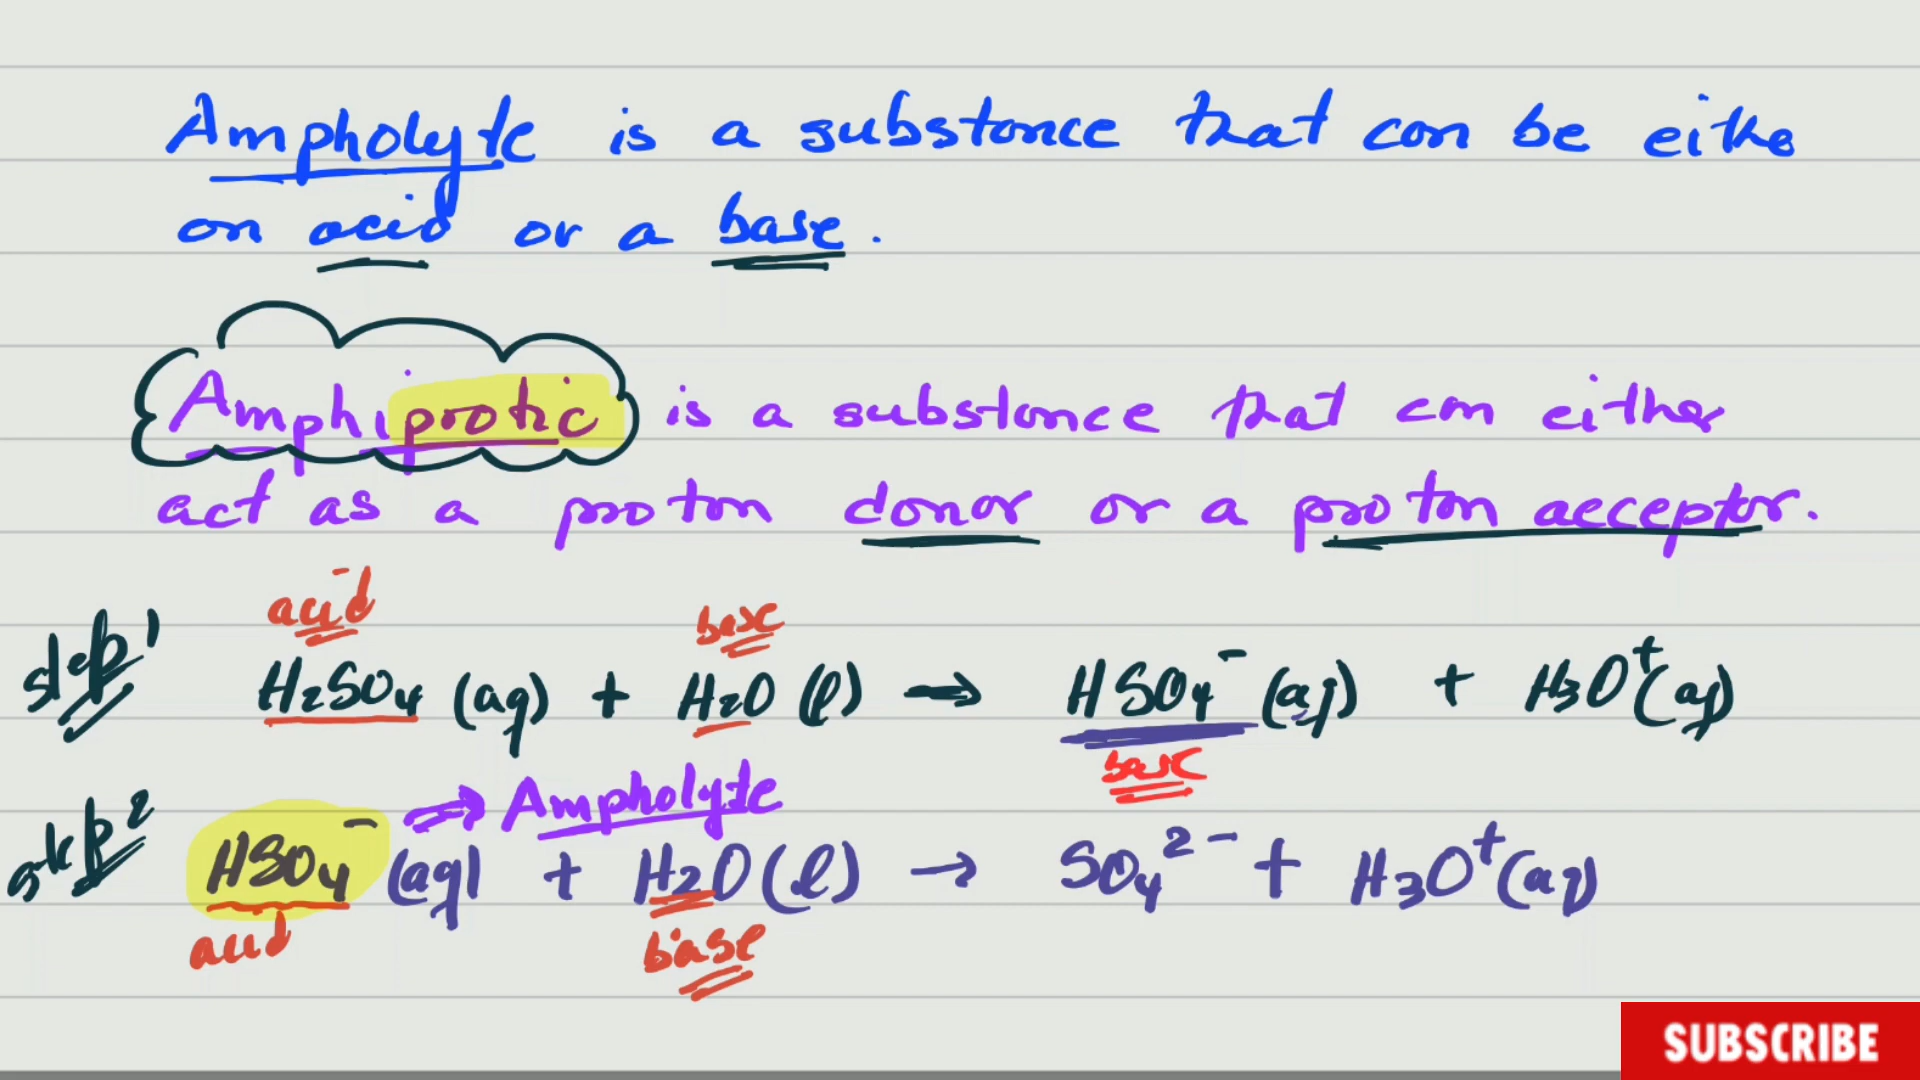 Ampholyte is a substance that can be eithe
an acid or a base.
Amphiprotic is a substance that can either
act as a proton donor or a proton acceptor.
acid base
step 1 H₂SO₄ (aq) + H₂O (l) → HSO₄⁻ (aq) + H₃O⁺ (aq)
base
⇒ Ampholyte
step 2 HSO₄⁻ (aq) + H₂O (l) → SO₄²⁻ + H₃O⁺ (aq)
acid base
SUBSCRIBE